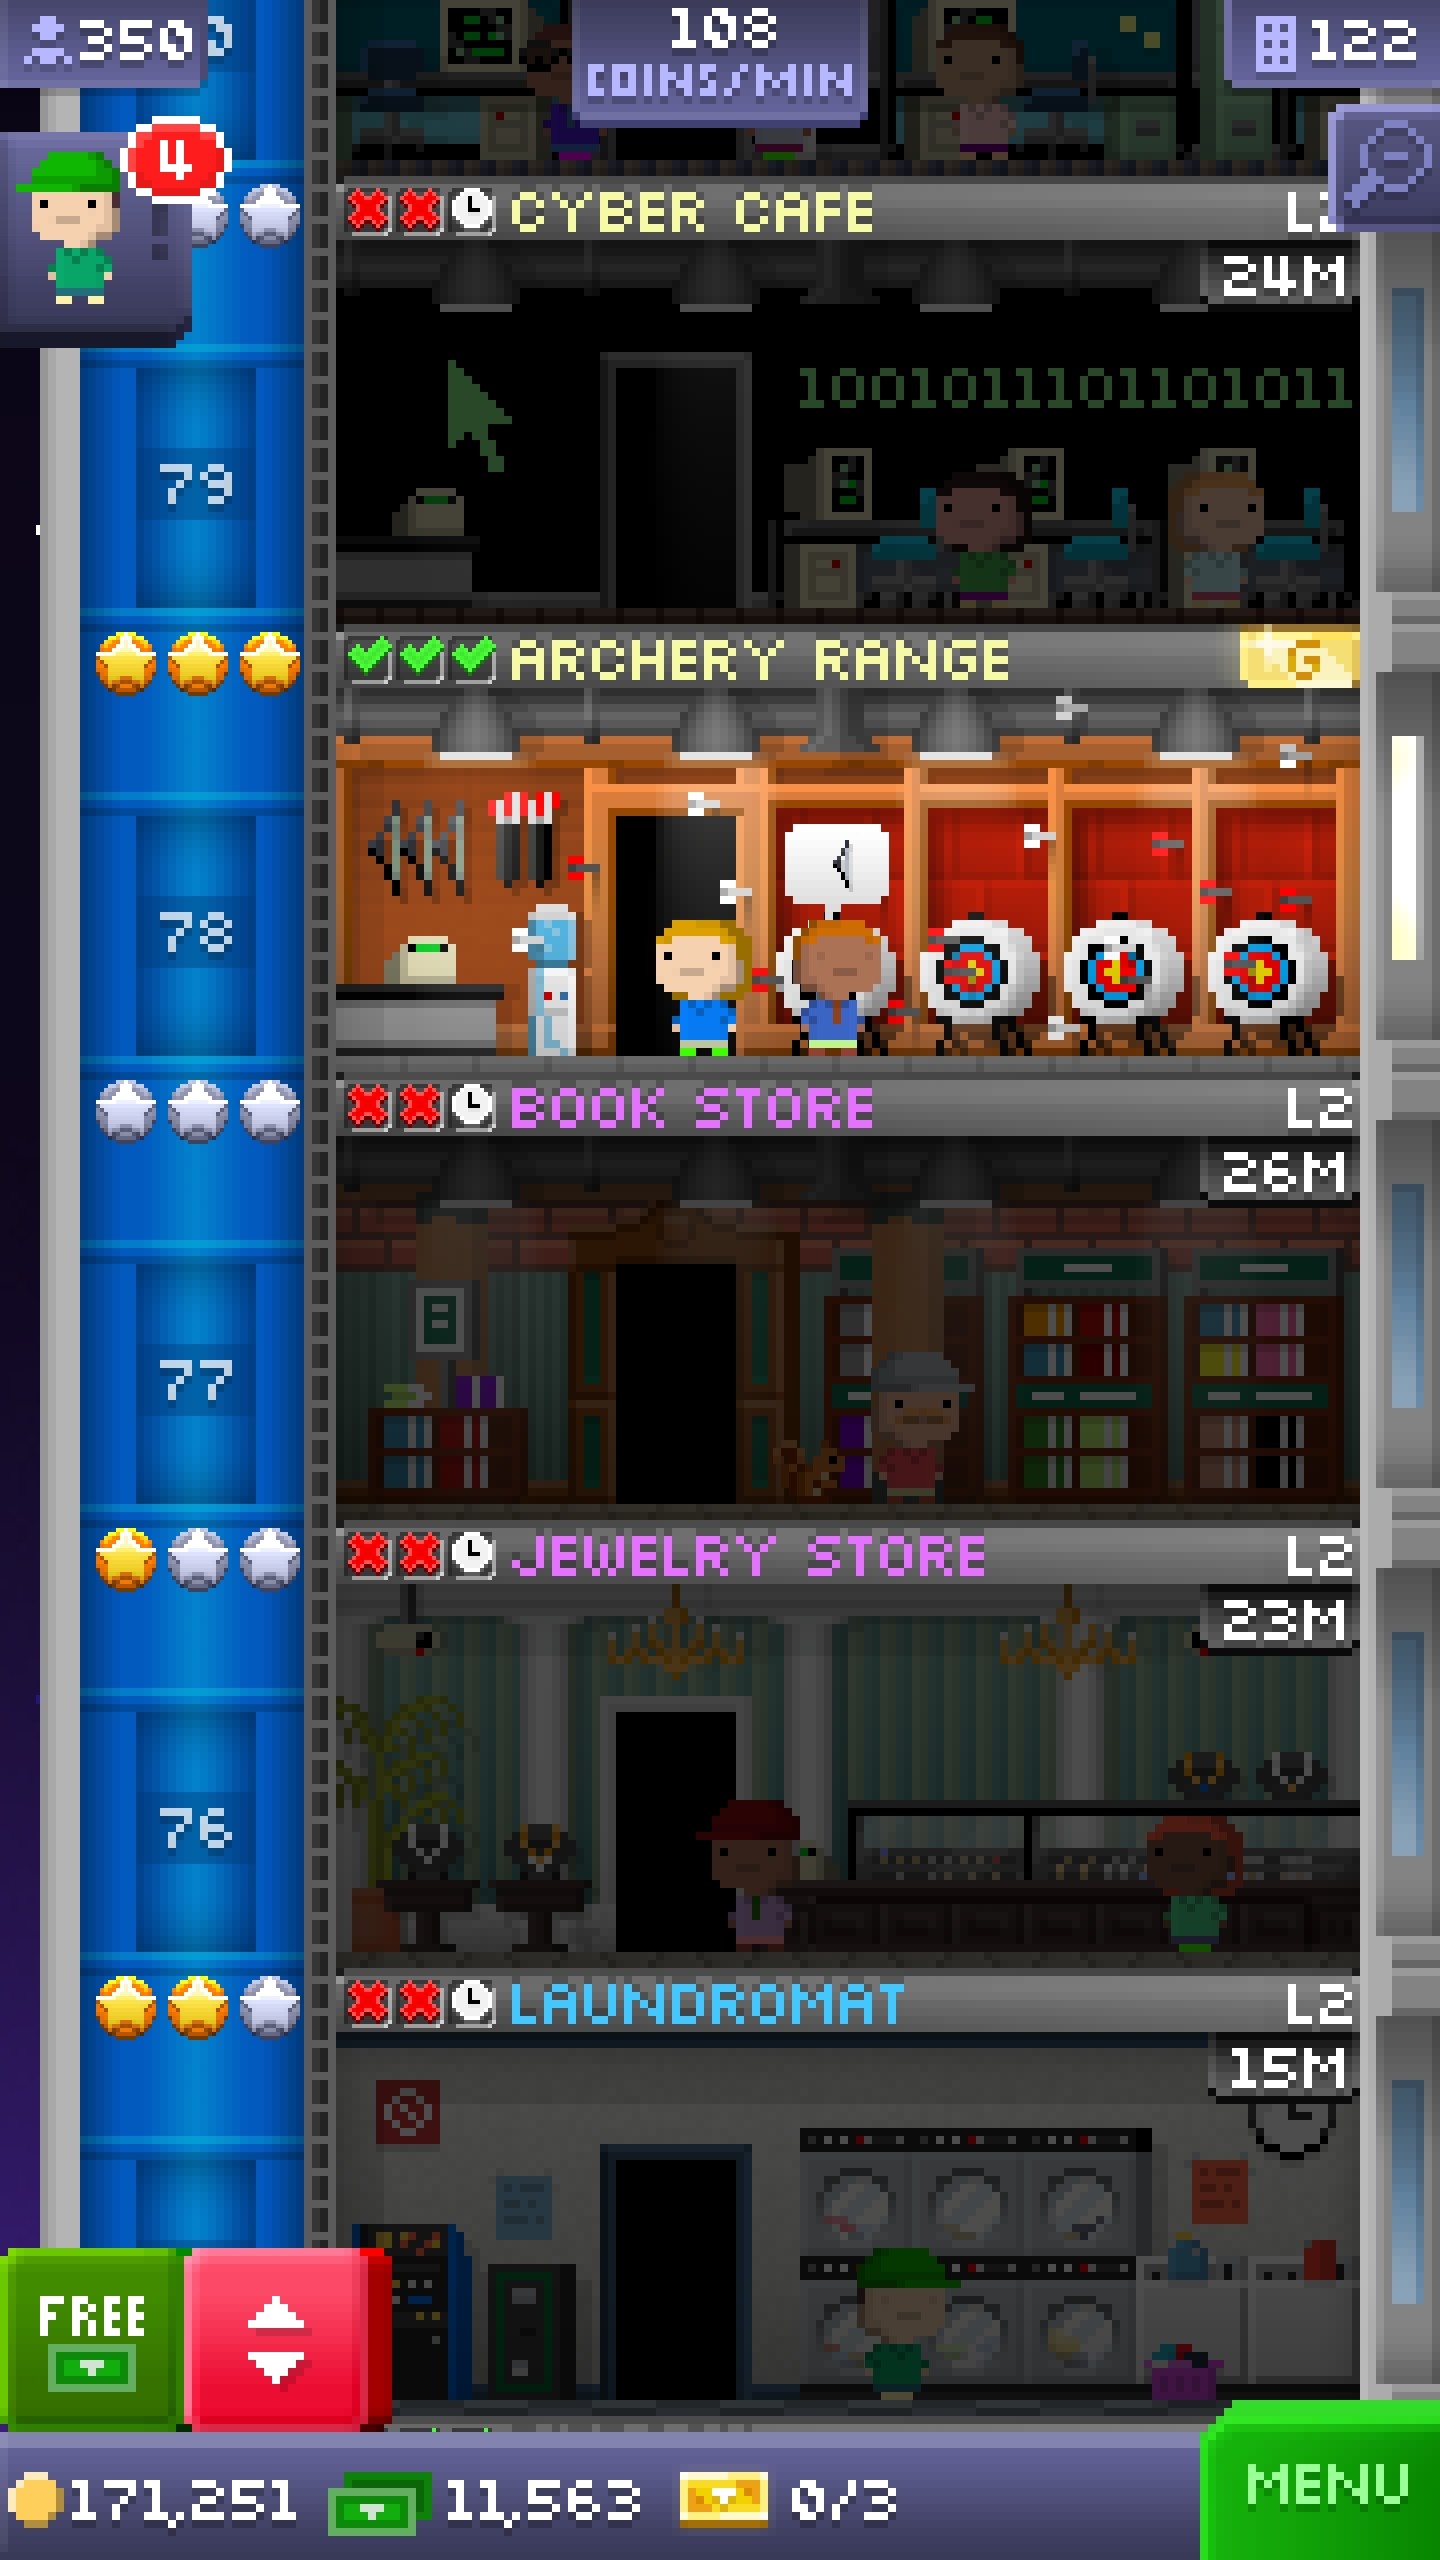 350
108
COINS/MIN
122
4
CYBER CAFE
24M
1001011101101011
79
ARCHERY RANGE
G
78
BOOK STORE
L2
26M
77
JEWELRY STORE
L2
23M
76
LAUNDROMAT
L2
15M
FREE
171,251
11,563
0/3
MENU